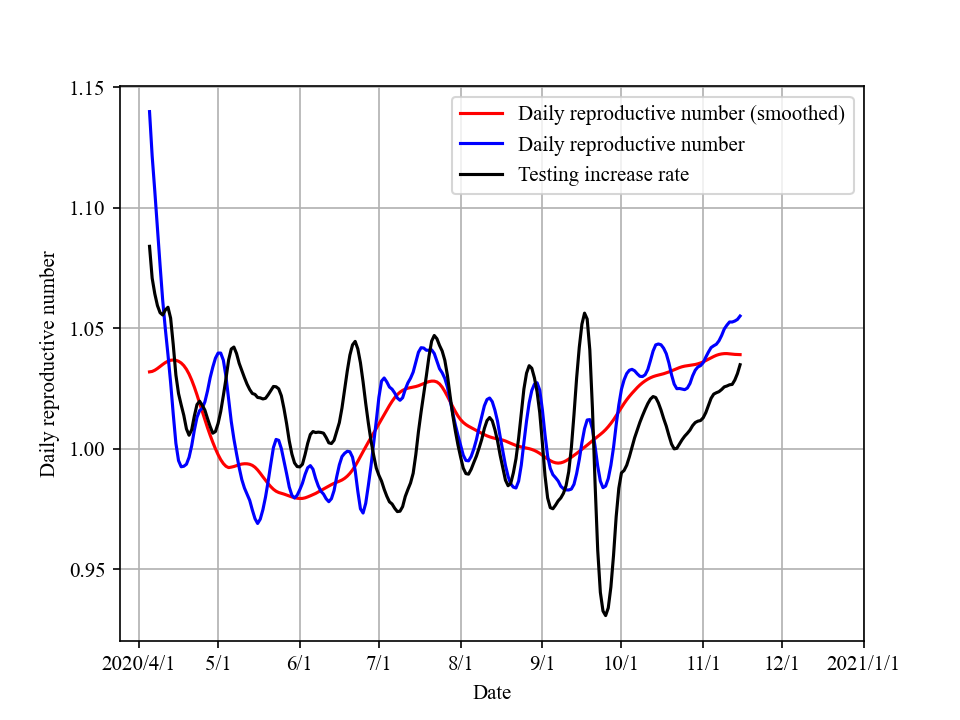 1.15
1.10
1.05
1.00
0.95
Daily reproductive number
Daily reproductive number (smoothed)
Daily reproductive number
Testing increase rate
2020/4/1 5/1 6/1 7/1 8/1 9/1 10/1 11/1 12/1 2021/1/1
Date